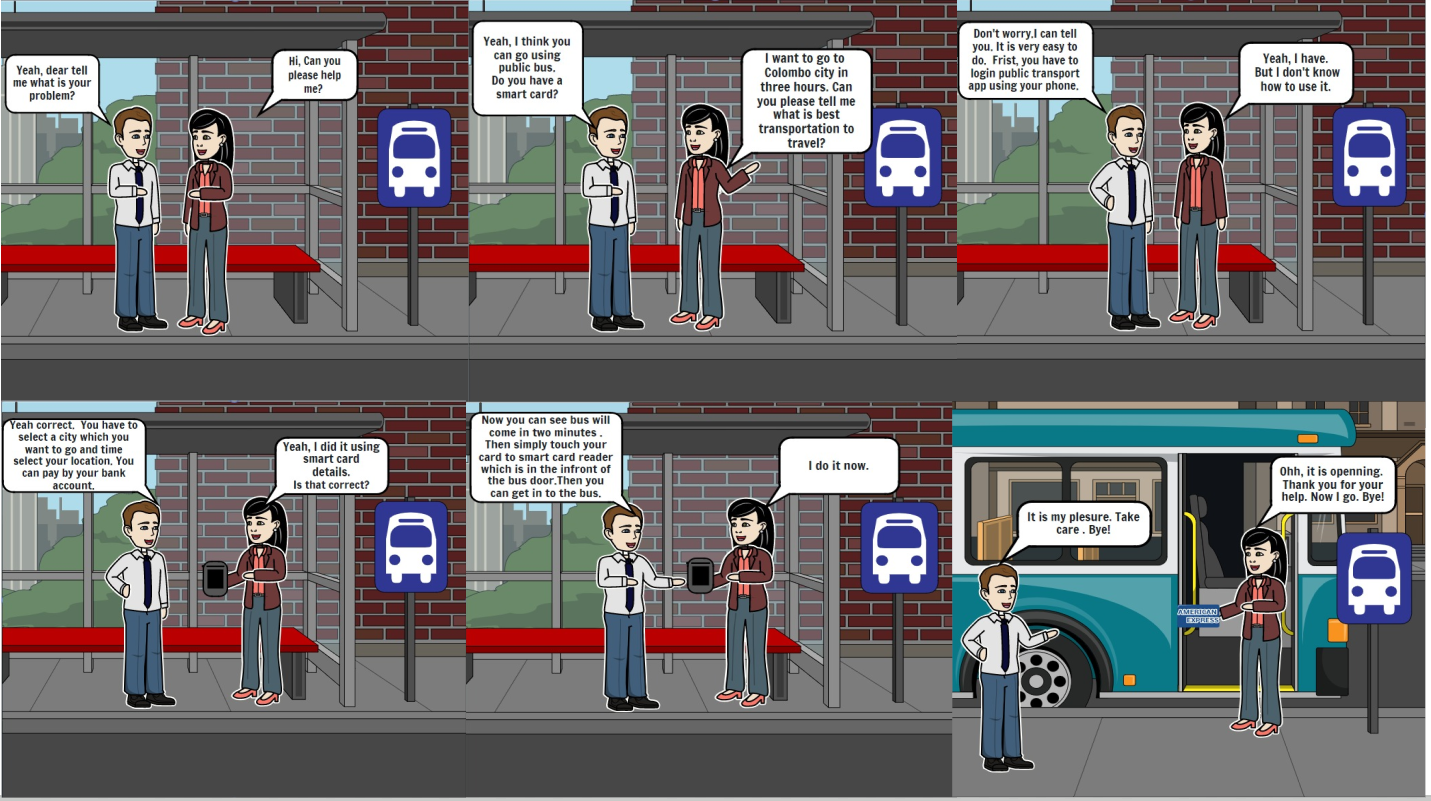 Hi, Can you
please help
me?
Yeah, dear tell
me what is your
problem?
I want to go to
Colombo city in
three hours. Can
you please tell me
what is best
transportation to
travel?
Yeah, I think you
can go using
public bus.
Do you have a
smart card?
Yeah, I have.
But I don't know
how to use it.
Don't worry.I can tell
you. It is very easy to
do. Frist, you have to
login public transport
app using your phone.
Yeah, I did it using
smart card
details.
Is that correct?
Yeah correct. You have to
select a city which you
want to go and time
select your location. You
can pay by your bank
account.
Now you can see bus will
come in two minutes .
Then simply touch your
card to smart card reader
which is in the infront of
the bus door.Then you
can get in to the bus.
I do it now.
Ohh, it is openning.
Thank you for your
help. Now I go. Bye!
It is my plesure. Take
care . Bye!
AMERICAN
EXPRESS